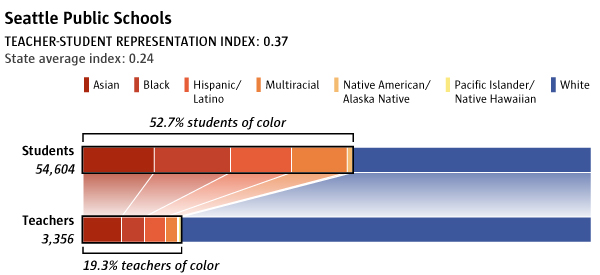 Seattle Public Schools
TEACHER-STUDENT REPRESENTATION INDEX: 0.37
State average index: 0.24
Asian
Black
Hispanic/
Latino
Multiracial
Native American/
Alaska Native
Pacific Islander/
Native Hawaiian
White
52.7% students of color
Students
54,604
Teachers
3,356
19.3% teachers of color